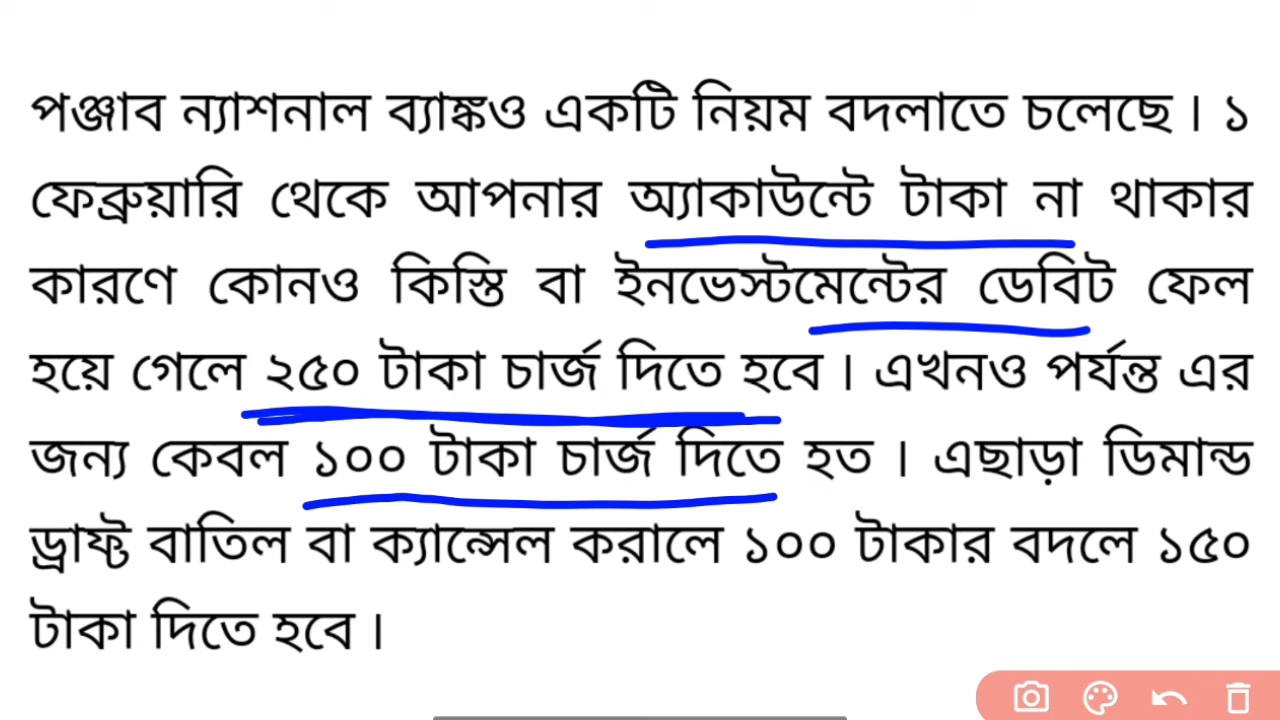 পঞ্জাব ন্যাশনাল ব্যাঙ্কও একটি নিয়ম বদলাতে চলেছে। ১
ফেব্রুয়ারি থেকে আপনার অ্যাকাউন্টে টাকা না থাকার
কারণে কোনও কিস্তি বা ইনভেস্টমেন্টের ডেবিট ফেল
হয়ে গেলে ২৫০ টাকা চার্জ দিতে হবে। এখনও পর্যন্ত এর
জন্য কেবল ১০০ টাকা চার্জ দিতে হত। এছাড়া ডিমান্ড
ড্রাফ্ট বাতিল বা ক্যান্সেল করালে ১০০ টাকার বদলে ১৫০
টাকা দিতে হবে।